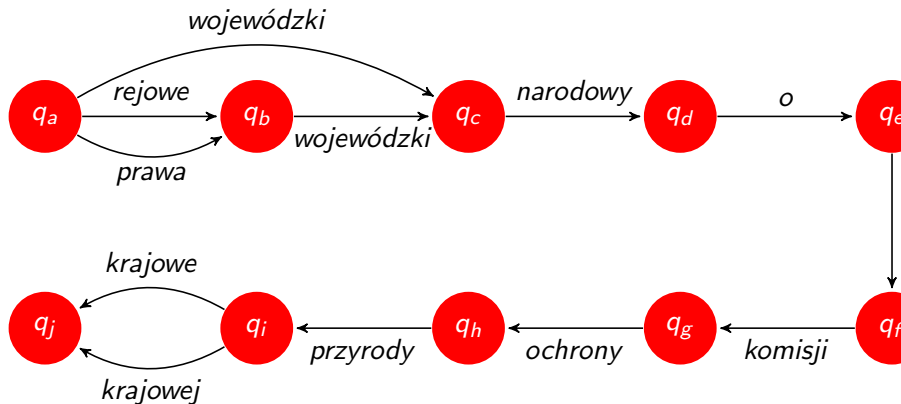 wojewódzki
rejowe narodowy o
q_a q_b q_c q_d q_e
wojewódzki
prawa
krajowe
q_j q_i q_h q_g q_f
przyrody ochrony komisji
krajowej